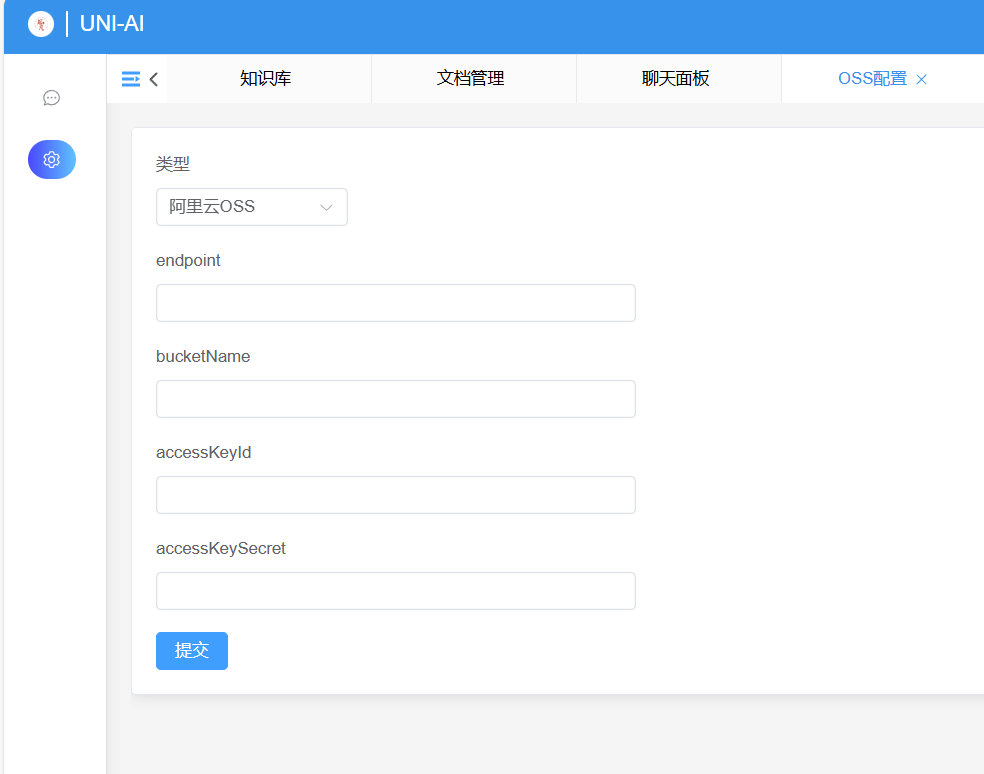 UNI-AI
知识库 文档管理 聊天面板 OSS配置
类型
阿里云OSS
endpoint
bucketName
accessKeyId
accessKeySecret
提交